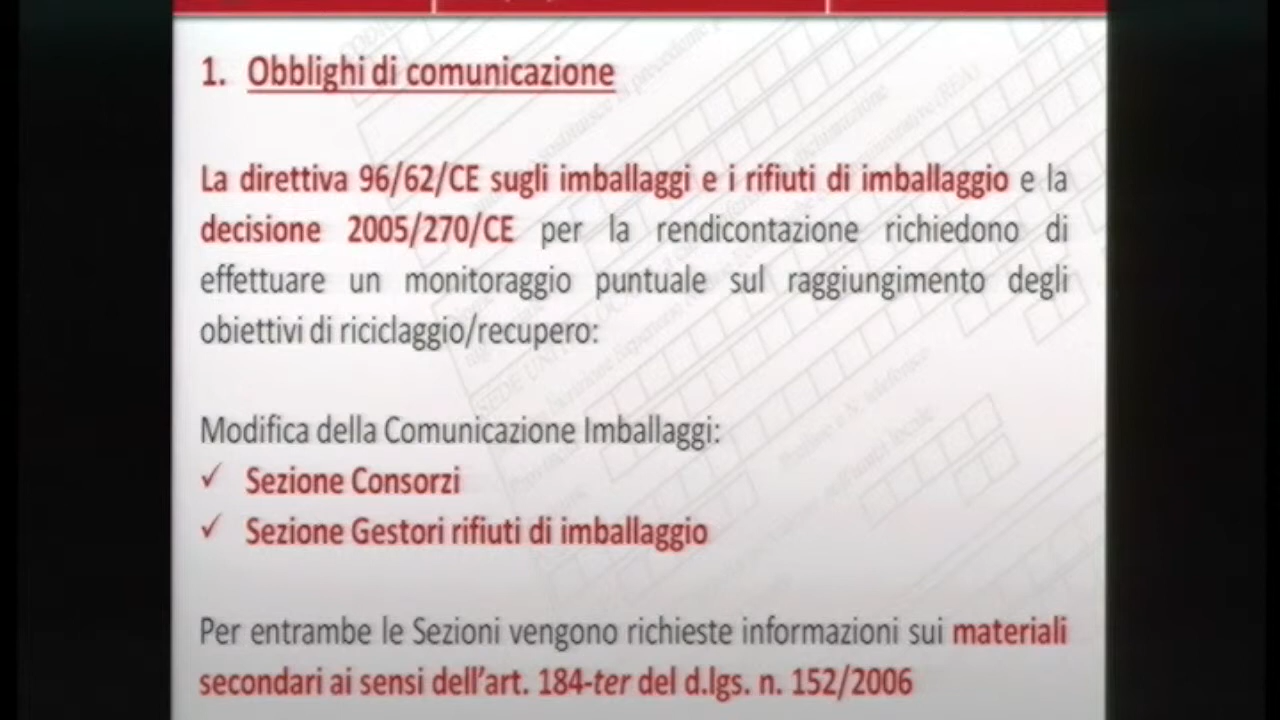 1. Obblighi di comunicazione
La direttiva 96/62/CE sugli imballaggi e i rifiuti di imballaggio e la
decisione 2005/270/CE per la rendicontazione richiedono di
effettuare un monitoraggio puntuale sul raggiungimento degli
obiettivi di riciclaggio/recupero:
Modifica della Comunicazione Imballaggi:
✓ Sezione Consorzi
✓ Sezione Gestori rifiuti di imballaggio
Per entrambe le Sezioni vengono richieste informazioni sui materiali
secondari ai sensi dell'art. 184-ter del d.lgs. n. 152/2006